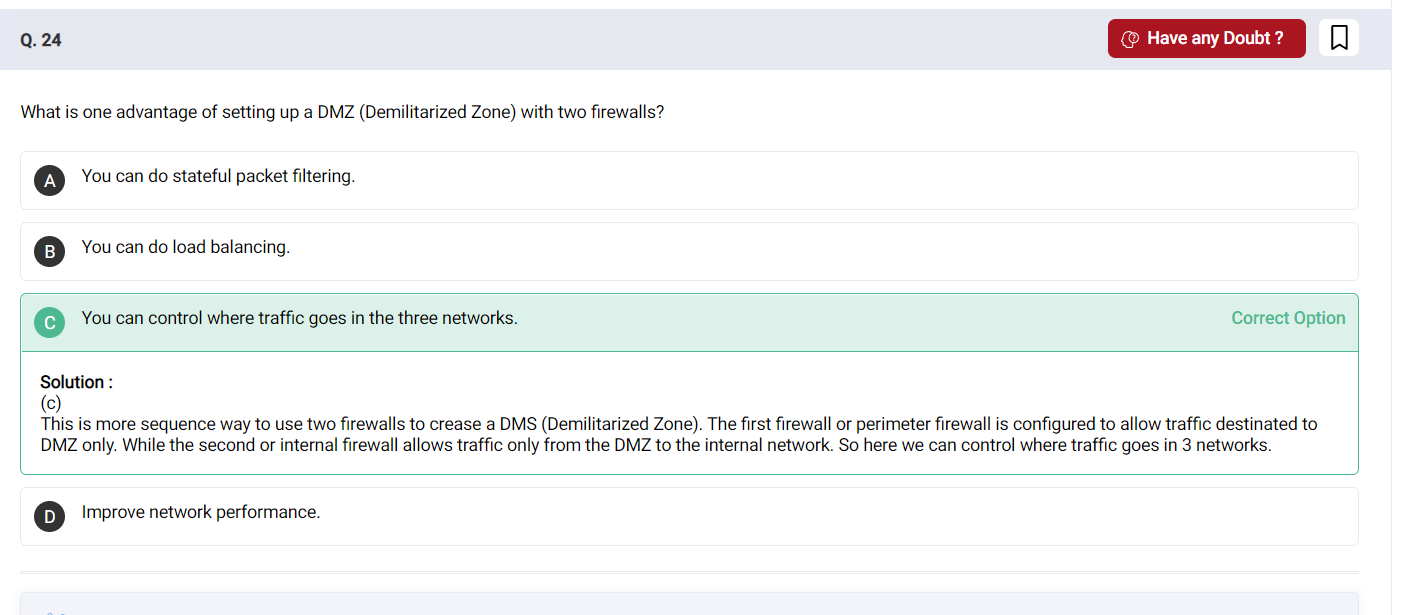 Q. 24
Have any Doubt ?
What is one advantage of setting up a DMZ (Demilitarized Zone) with two firewalls?
A You can do stateful packet filtering.
B You can do load balancing.
C You can control where traffic goes in the three networks. Correct Option
Solution :
(c)
This is more sequence way to use two firewalls to crease a DMS (Demilitarized Zone). The first firewall or perimeter firewall is configured to allow traffic destinated to
DMZ only. While the second or internal firewall allows traffic only from the DMZ to the internal network. So here we can control where traffic goes in 3 networks.
D Improve network performance.